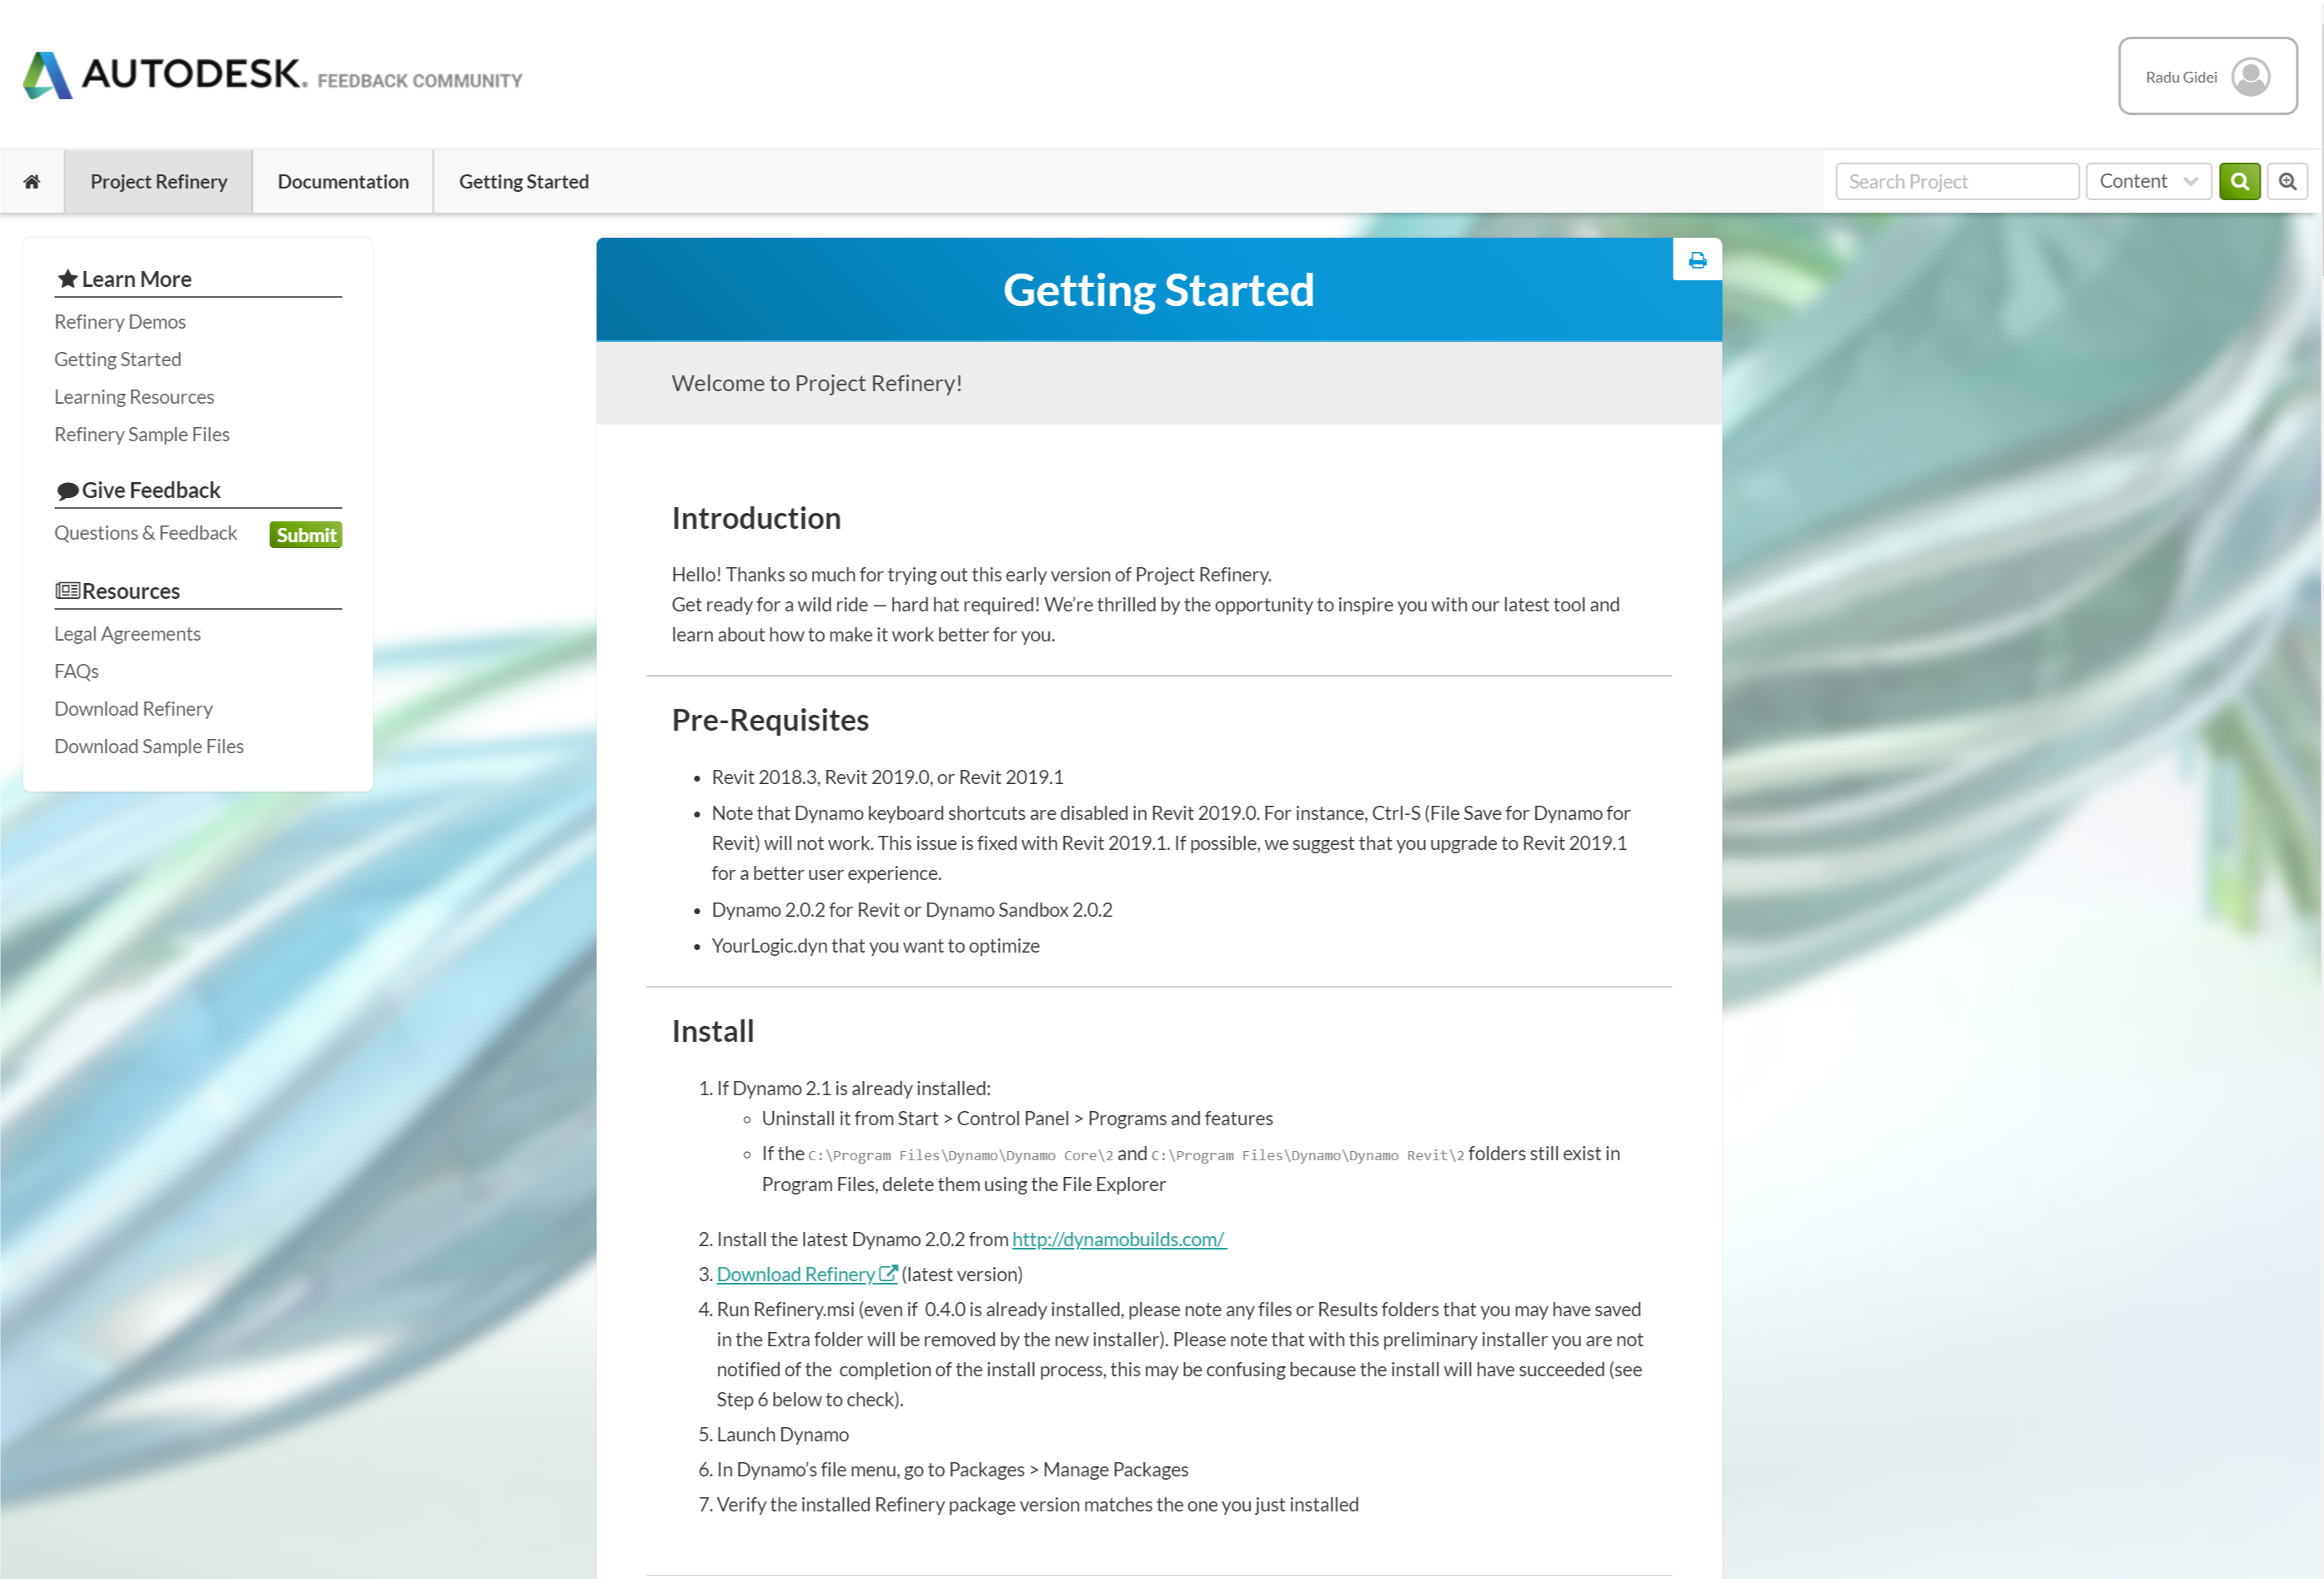 AUTODESK. FEEDBACK COMMUNITY
Radu Gidei
Project Refinery
Documentation
Getting Started
Search Project
Content
Learn More
Refinery Demos
Getting Started
Learning Resources
Refinery Sample Files
Give Feedback
Questions & Feedback
Submit
Resources
Legal Agreements
FAQs
Download Refinery
Download Sample Files
Getting Started
Welcome to Project Refinery!
Introduction
Hello! Thanks so much for trying out this early version of Project Refinery.
Get ready for a wild ride — hard hat required! We're thrilled by the opportunity to inspire you with our latest tool and
learn about how to make it work better for you.
Pre-Requisites
• Revit 2018.3, Revit 2019.0, or Revit 2019.1
• Note that Dynamo keyboard shortcuts are disabled in Revit 2019.0. For instance, Ctrl-S (File Save for Dynamo for
Revit) will not work. This issue is fixed with Revit 2019.1. If possible, we suggest that you upgrade to Revit 2019.1
for a better user experience.
• Dynamo 2.0.2 for Revit or Dynamo Sandbox 2.0.2
• YourLogic.dyn that you want to optimize
Install
1. If Dynamo 2.1 is already installed:
◦ Uninstall it from Start > Control Panel > Programs and features
◦ If the C:\Program Files\Dynamo\Dynamo Core\2 and C:\Program Files\Dynamo\Dynamo Revit\2 folders still exist in
Program Files, delete them using the File Explorer
2. Install the latest Dynamo 2.0.2 from http://dynamobuilds.com/
3. Download Refinery (latest version)
4. Run Refinery.msi (even if 0.4.0 is already installed, please note any files or Results folders that you may have saved
in the Extra folder will be removed by the new installer). Please note that with this preliminary installer you are not
notified of the completion of the install process, this may be confusing because the install will have succeeded (see
Step 6 below to check).
5. Launch Dynamo
6. In Dynamo's file menu, go to Packages > Manage Packages
7. Verify the installed Refinery package version matches the one you just installed